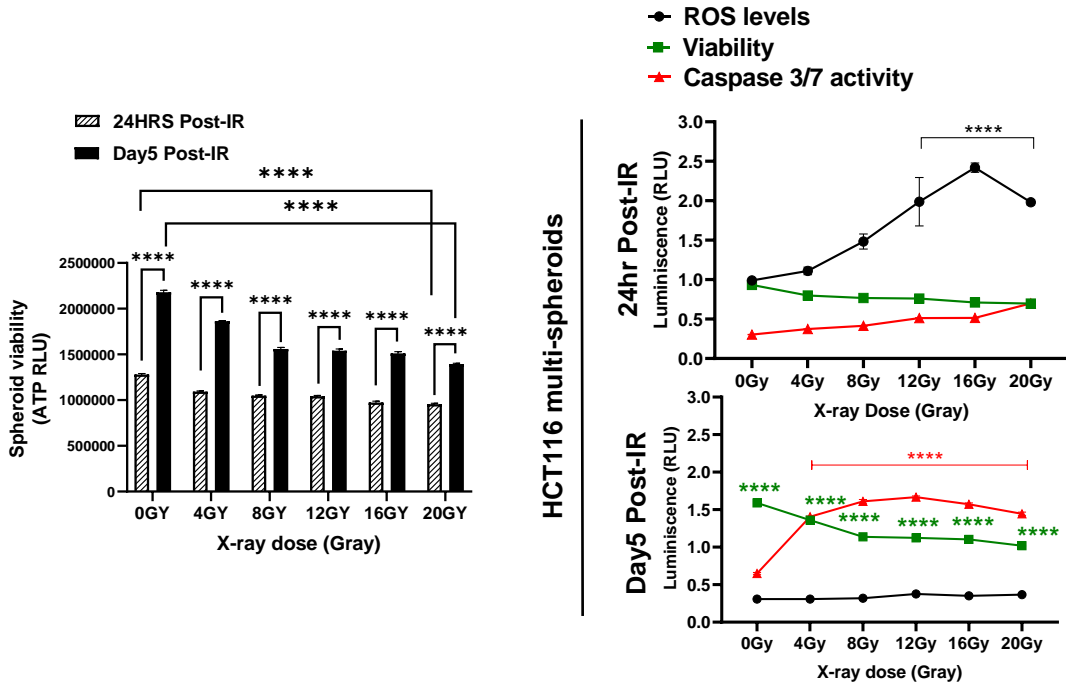 24HRS Post-IR
Day5 Post-IR
****
****
****
****
****
****
****
****
2500000
2000000
1500000
1000000
500000
0
Spheroid viability
(ATP RLU)
0GY 4GY 8GY 12GY 16GY 20GY
X-ray dose (Gray)
HCT116 multi-spheroids
ROS levels
Viability
Caspase 3/7 activity
24hr Post-IR
Luminiscence (RLU)
3.0
2.5
2.0
1.5
1.0
0.5
0.0
****
0Gy 4Gy 8Gy 12Gy 16Gy 20Gy
X-ray Dose (Gray)
Day5 Post-IR
Luminiscence (RLU)
3.0
2.5
2.0
1.5
1.0
0.5
0.0
****
**** **** **** **** **** ****
0Gy 4Gy 8Gy 12Gy 16Gy 20Gy
X-ray dose (Gray)